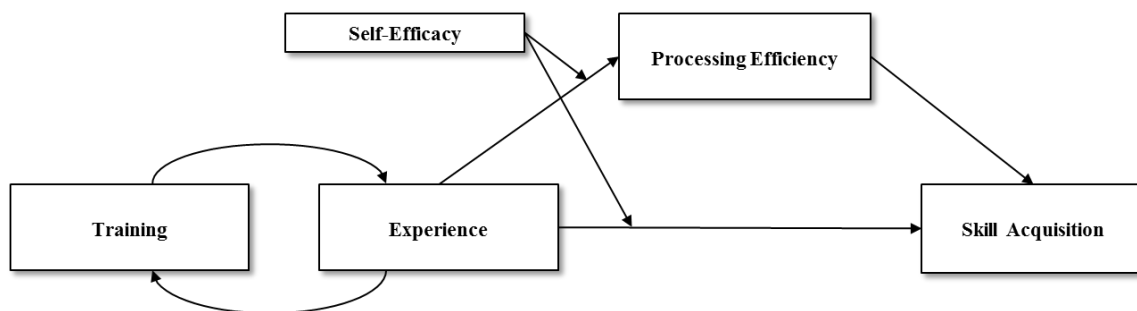 Self-Efficacy
Processing Efficiency
Training
Experience
Skill Acquisition